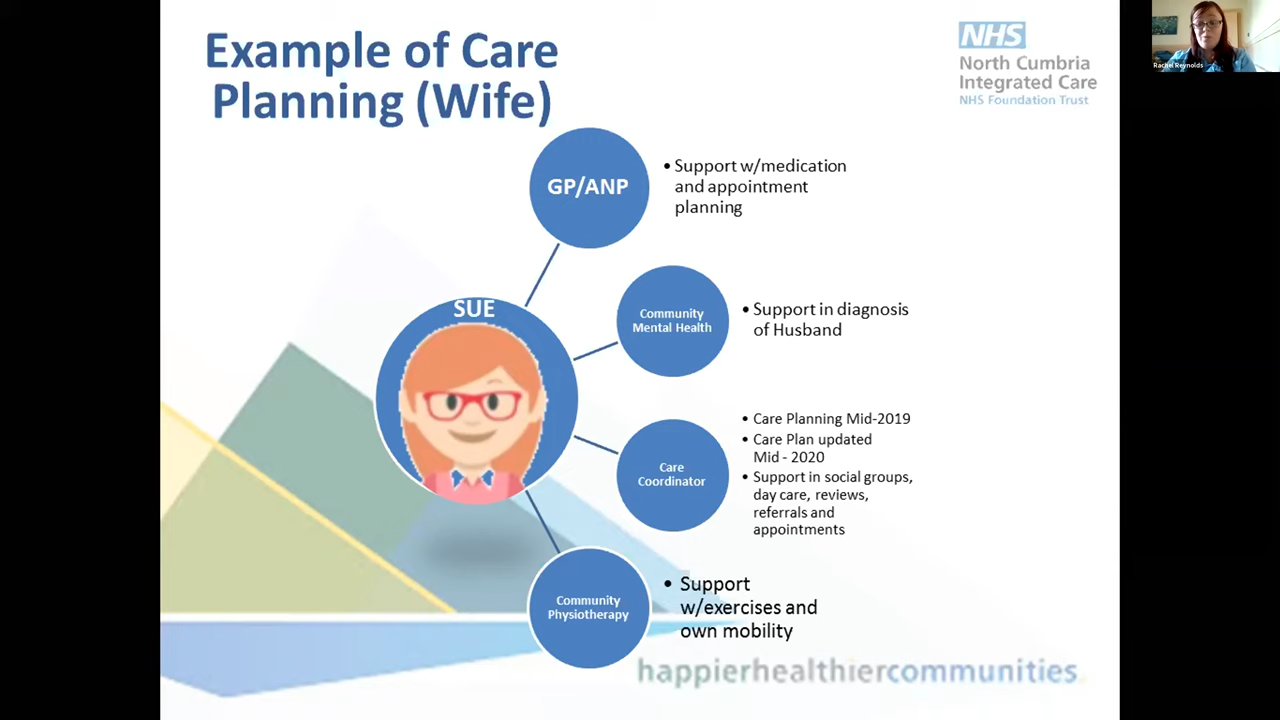 Example of Care
Planning (Wife)
NHS
North Cumbria
Integrated Care
NHS Foundation Trust
Rachel Reynolds
GP/ANP
• Support w/medication
and appointment
planning
SUE
Community
Mental Health
• Support in diagnosis
of Husband
Care
Coordinator
• Care Planning Mid-2019
• Care Plan updated
Mid - 2020
• Support in social groups,
day care, reviews,
referrals and
appointments
Community
Physiotherapy
• Support
w/exercises and
own mobility
happierhealthiercommunities.